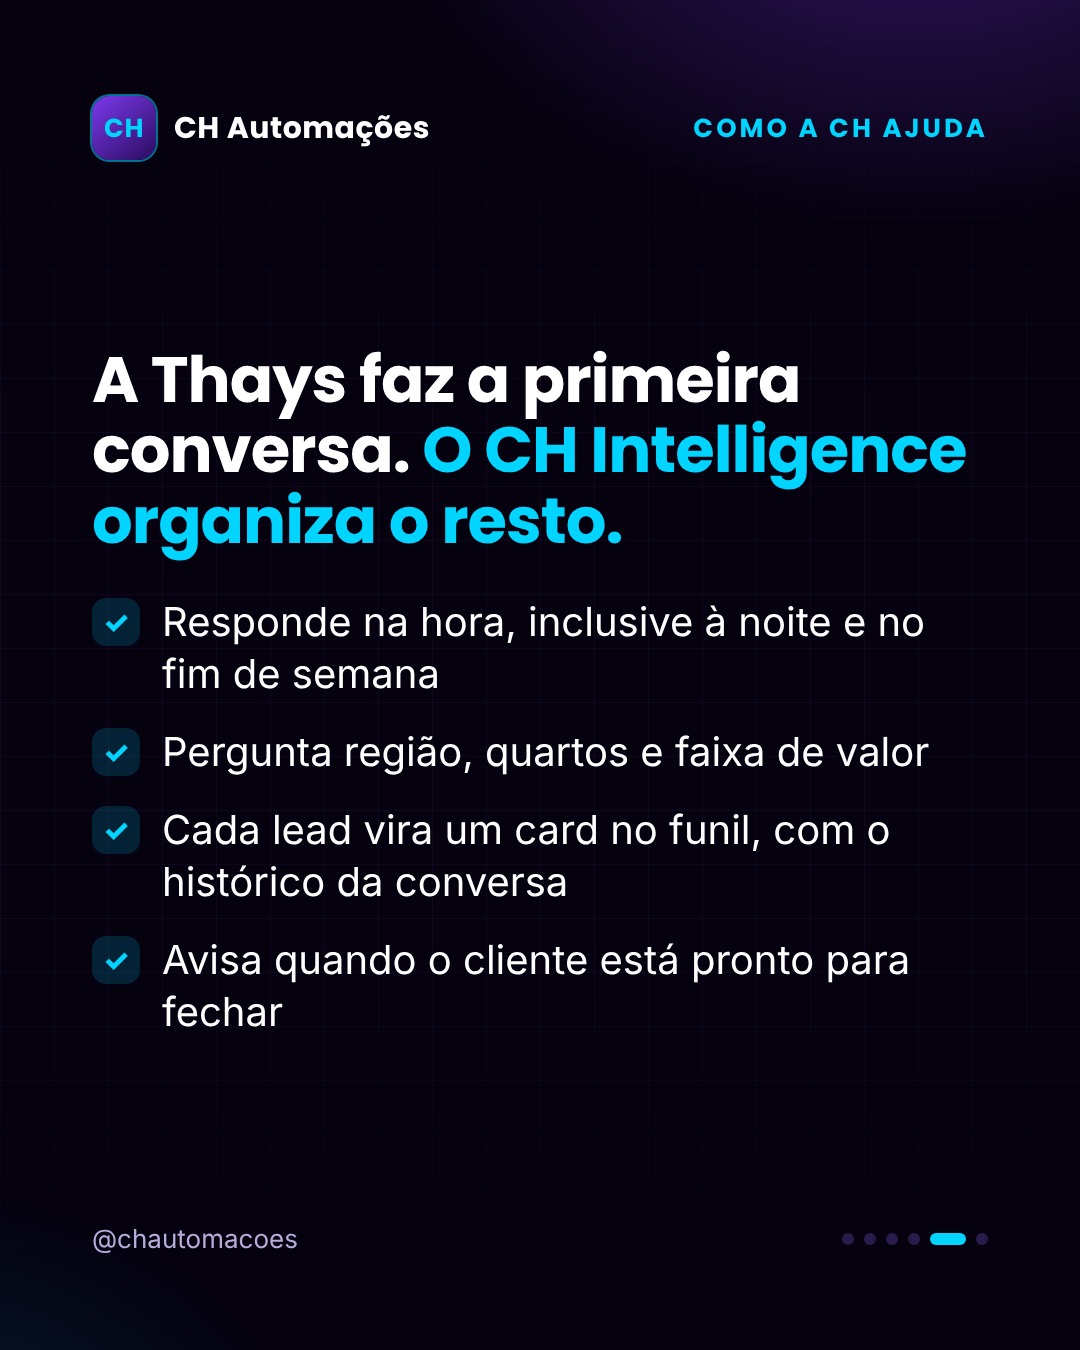 CH
CH Automações
COMO A CH AJUDA
A Thays faz a primeira
conversa. O CH Intelligence
organiza o resto.
Responde na hora, inclusive à noite e no
fim de semana
Pergunta região, quartos e faixa de valor
Cada lead vira um card no funil, com o
histórico da conversa
Avisa quando o cliente está pronto para
fechar
@chautomacoes